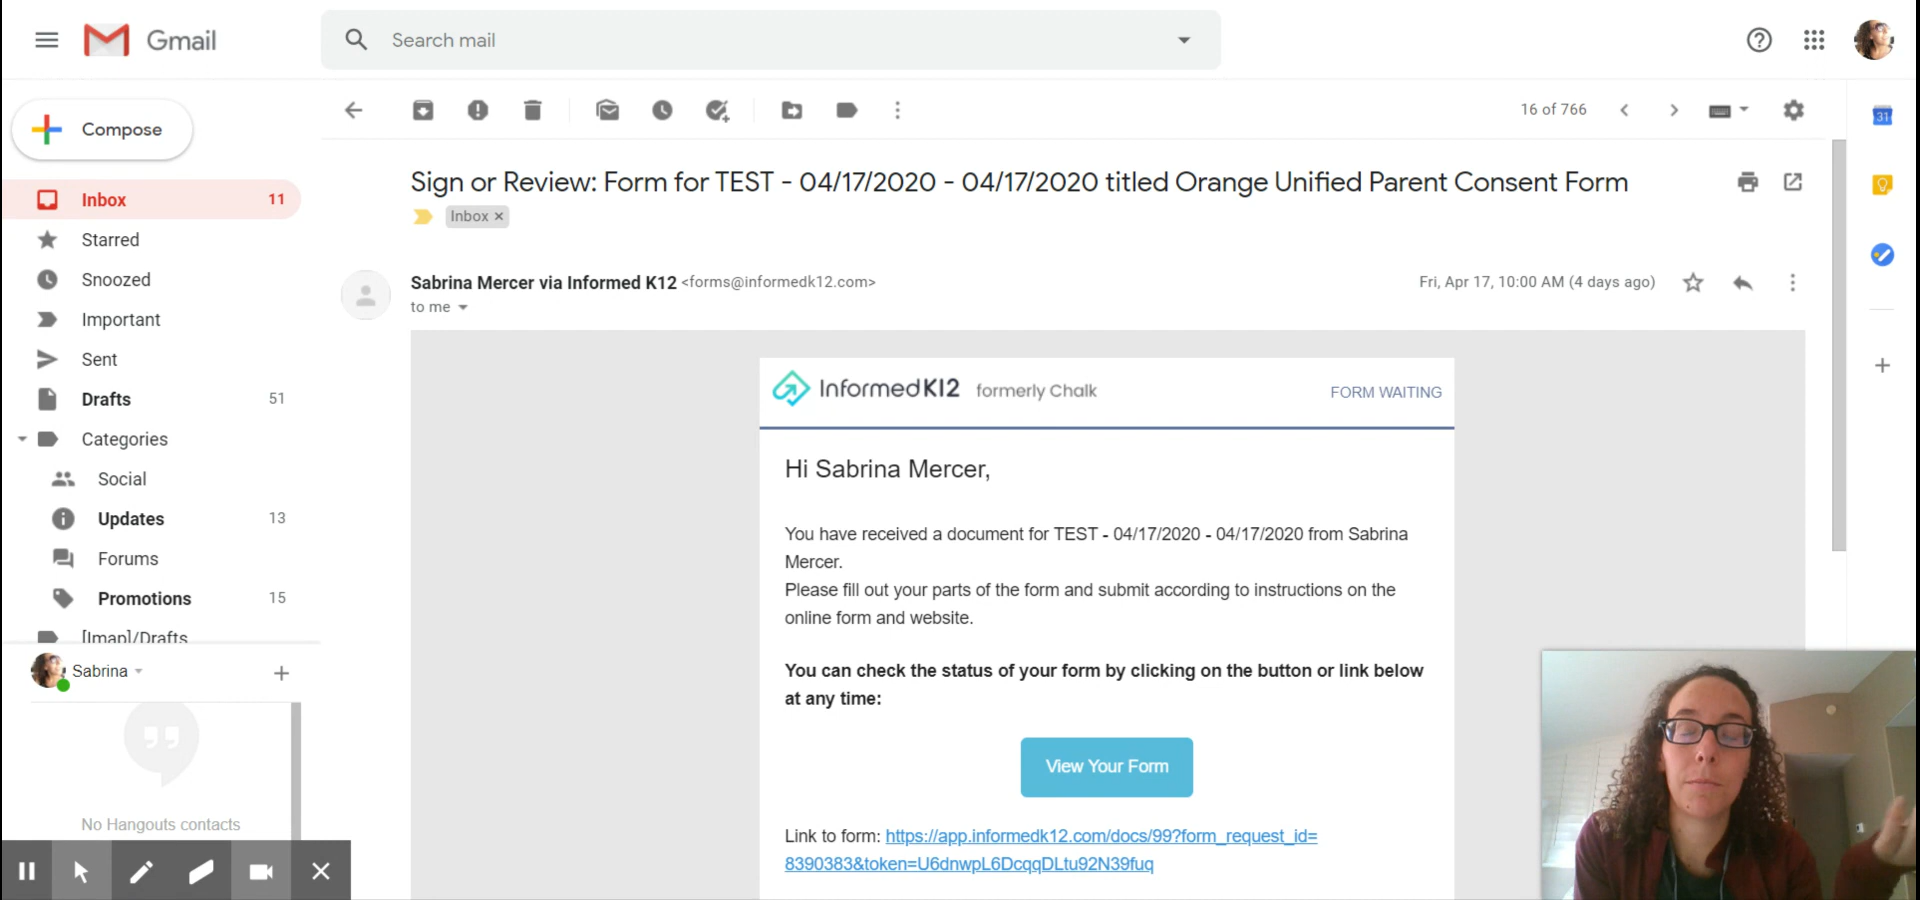 Gmail
Search mail
Compose
16 of 766
31
Inbox 11
Starred
Snoozed
Important
Sent
Drafts 51
Categories
Social
Updates 13
Forums
Promotions 15
[Imap]/Drafts
Sabrina
No Hangouts contacts
Sign or Review: Form for TEST - 04/17/2020 - 04/17/2020 titled Orange Unified Parent Consent Form
Inbox ×
Sabrina Mercer via Informed K12 <forms@informedk12.com>
Fri, Apr 17, 10:00 AM (4 days ago)
to me
Informed K12 formerly Chalk
FORM WAITING
Hi Sabrina Mercer,
You have received a document for TEST - 04/17/2020 - 04/17/2020 from Sabrina
Mercer.
Please fill out your parts of the form and submit according to instructions on the
online form and website.
You can check the status of your form by clicking on the button or link below
at any time:
View Your Form
Link to form: https://app.informedk12.com/docs/99?form_request_id=
8390383&token=U6dnwpL6DcqqDLtu92N39fuq